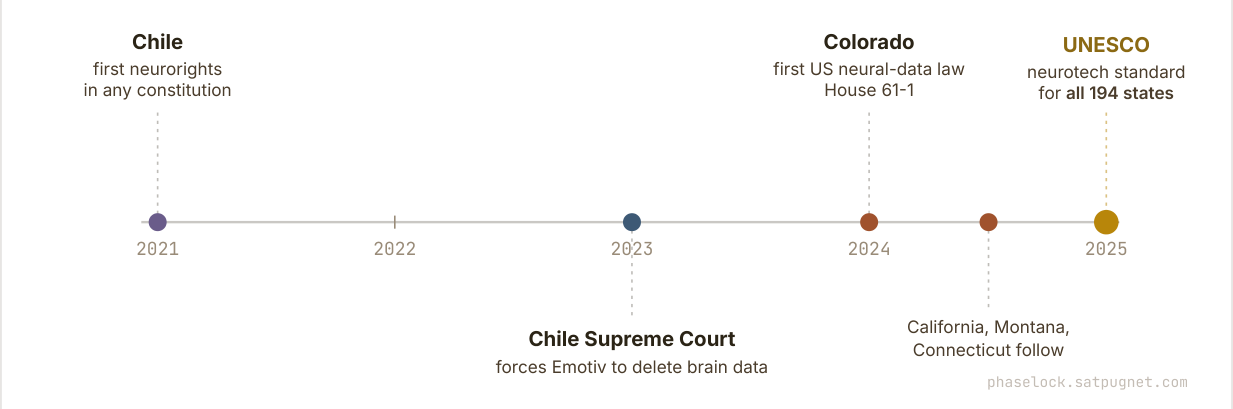 Chile
first neurorights
in any constitution
Colorado
first US neural-data law
House 61-1
UNESCO
neurotech standard
for all 194 states
2021
2022
2023
2024
2025
Chile Supreme Court
forces Emotiv to delete brain data
California, Montana,
Connecticut follow
phaselock.satpugnet.com